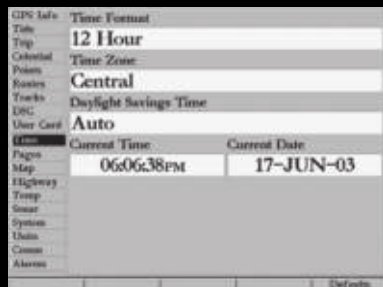 GPS Info
Tide
Trip
Celestial
Points
Routes
Tracks
DSC
User Card
Time
Pages
Map
Highway
Temp
Sonar
System
Units
Comm
Alarms
Time Format
12 Hour
Time Zone
Central
Daylight Savings Time
Auto
Current Time
Current Date
06:06:38PM
17-JUN-03
Defaults